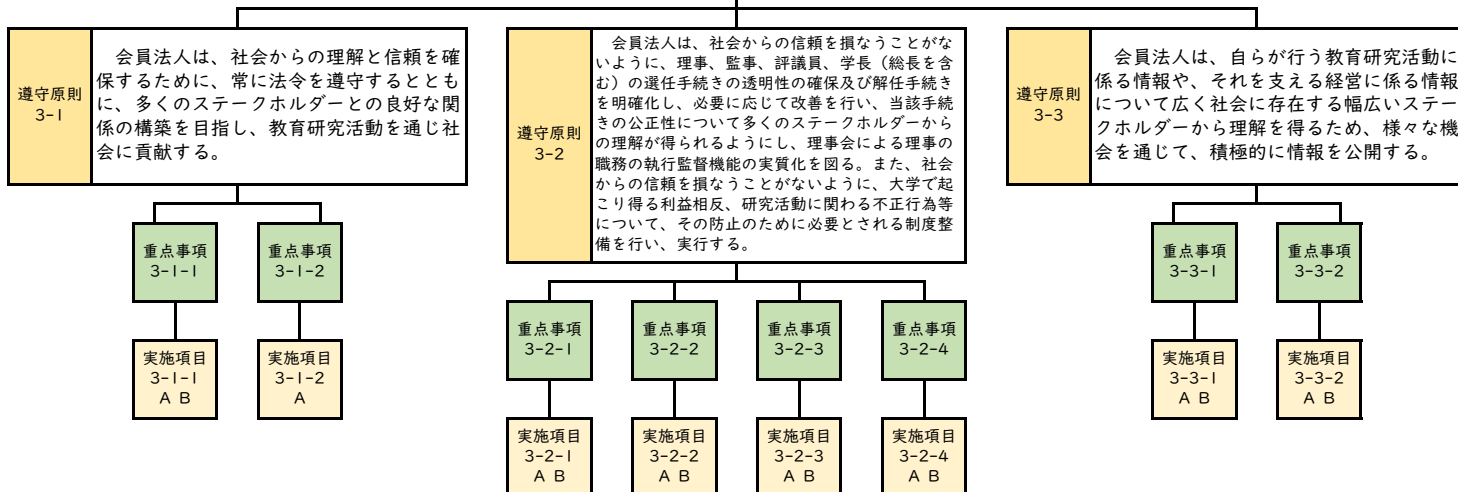 遵守原則
3-1
　会員法人は、社会からの理解と信頼を確
保するために、常に法令を遵守するととも
に、多くのステークホルダーとの良好な関
係の構築を目指し、教育研究活動を通じ社
会に貢献する。
重点事項
3-1-1
重点事項
3-1-2
実施項目
3-1-1
A B
実施項目
3-1-2
A
遵守原則
3-2
　会員法人は、社会からの信頼を損なうことがな
いように、理事、監事、評議員、学長（総長を含
む）の選任手続きの透明性の確保及び解任手続き
を明確化し、必要に応じて改善を行い、当該手続
きの公正性について多くのステークホルダーから
の理解が得られるようにし、理事会による理事の
職務の執行監督機能の実質化を図る。また、社会
からの信頼を損なうことがないように、大学で起
こり得る利益相反、研究活動に関わる不正行為等
について、その防止のために必要とされる制度整
備を行い、実行する。
重点事項
3-2-1
重点事項
3-2-2
重点事項
3-2-3
重点事項
3-2-4
実施項目
3-2-1
A B
実施項目
3-2-2
A B
実施項目
3-2-3
A B
実施項目
3-2-4
A B
遵守原則
3-3
　会員法人は、自らが行う教育研究活動に
係る情報や、それを支える経営に係る情報
について広く社会に存在する幅広いステー
クホルダーから理解を得るため、様々な機
会を通じて、積極的に情報を公開する。
重点事項
3-3-1
重点事項
3-3-2
実施項目
3-3-1
A B
実施項目
3-3-2
A B